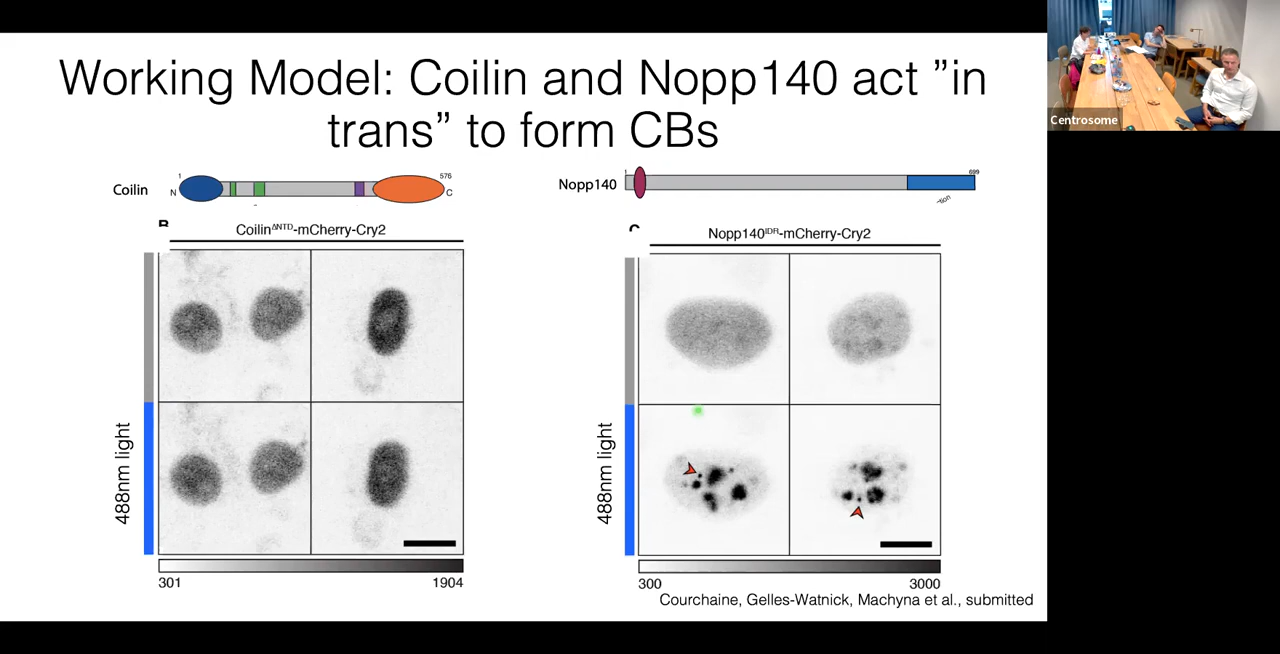 Working Model: Coilin and Nopp140 act ”in
trans” to form CBs
Coilin
1
576
N
C
Nopp140
1
699
tion
B
Coilin^ΔNTD-mCherry-Cry2
C
Nopp140^IDR-mCherry-Cry2
488nm light
488nm light
301
1904
300
3000
Courchaine, Gelles-Watnick, Machyna et al., submitted
Centrosome